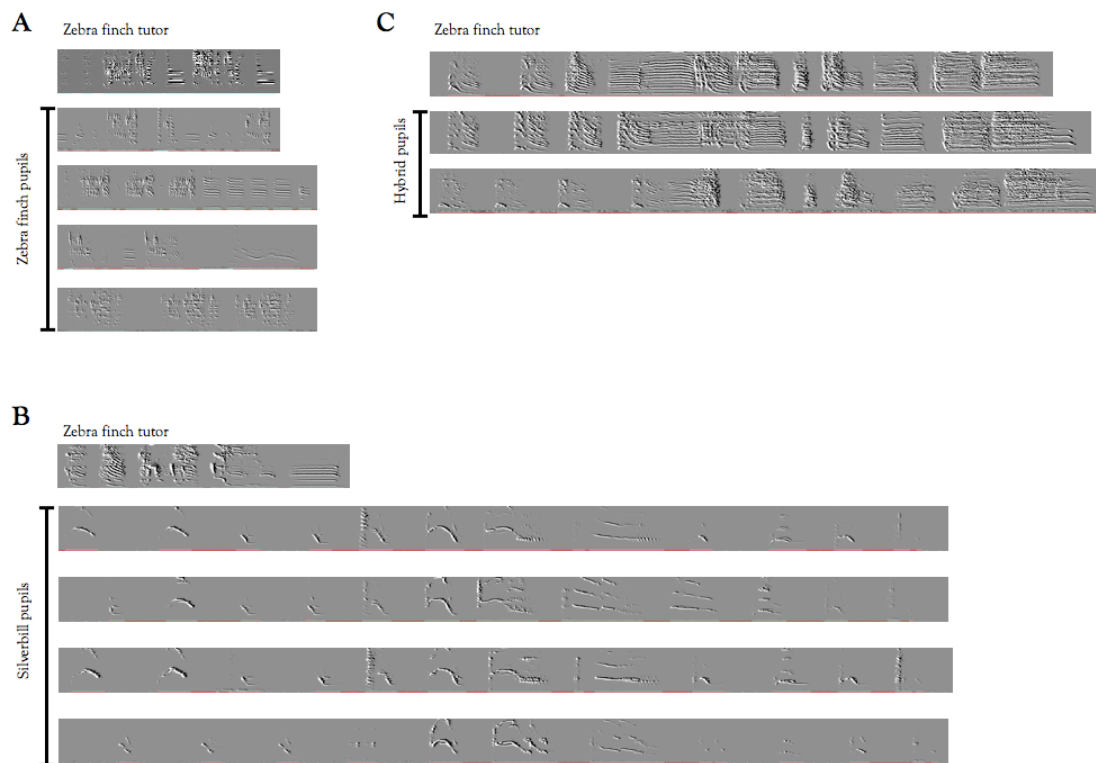 A
Zebra finch tutor
Zebra finch pupils
C
Zebra finch tutor
Hybrid pupils
B
Zebra finch tutor
Silverbill pupils